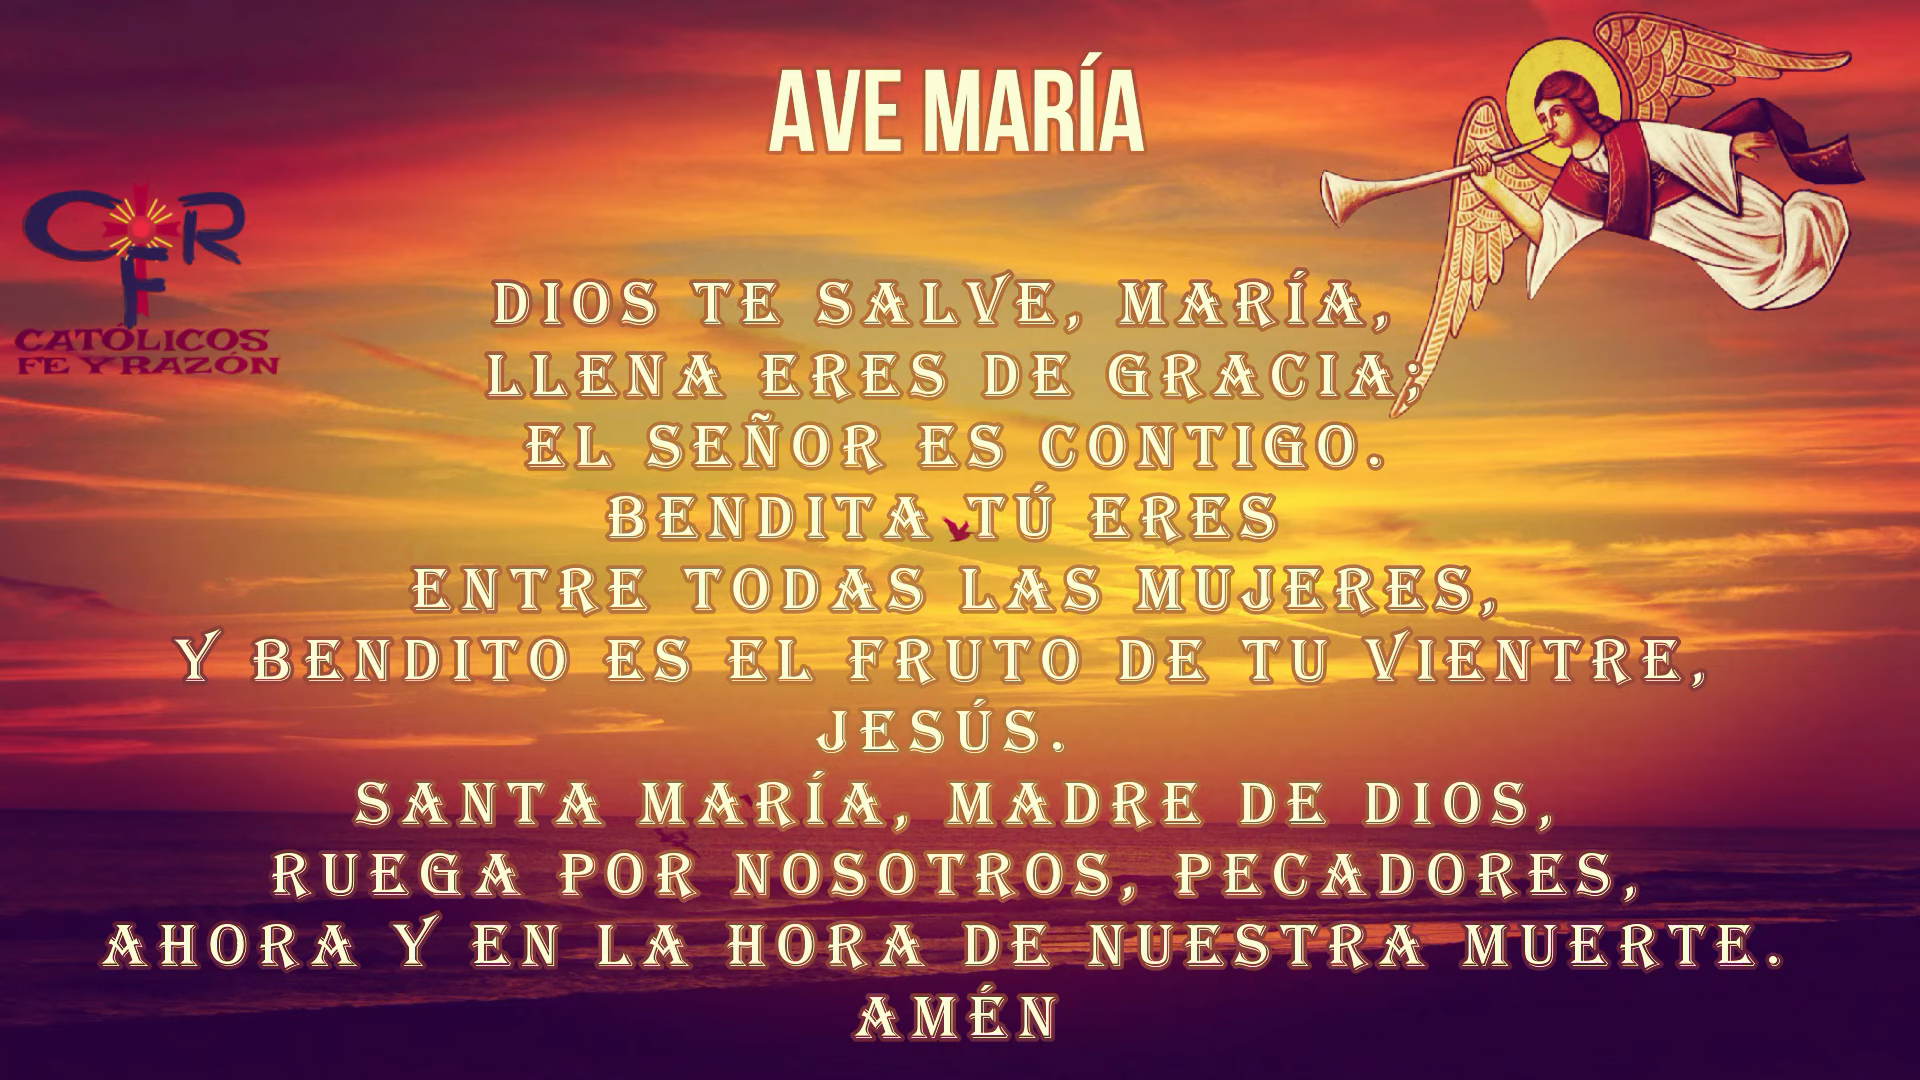 AVE MARÍA
CFR
CATÓLICOS
FE Y RAZÓN
DIOS TE SALVE, MARÍA,
LLENA ERES DE GRACIA;
EL SEÑOR ES CONTIGO.
BENDITA TÚ ERES
ENTRE TODAS LAS MUJERES,
Y BENDITO ES EL FRUTO DE TU VIENTRE,
JESÚS.
SANTA MARÍA, MADRE DE DIOS,
RUEGA POR NOSOTROS, PECADORES,
AHORA Y EN LA HORA DE NUESTRA MUERTE.
AMÉN